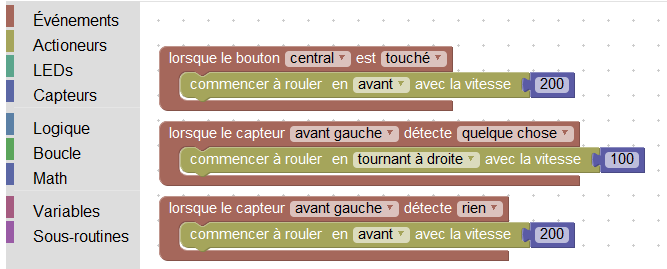 Événements
Actioneurs
LEDs
Capteurs
Logique
Boucle
Math
Variables
Sous-routines
lorsque le bouton central est touché
commencer à rouler en avant avec la vitesse 200
lorsque le capteur avant gauche détecte quelque chose
commencer à rouler en tournant à droite avec la vitesse 100
lorsque le capteur avant gauche détecte rien
commencer à rouler en avant avec la vitesse 200